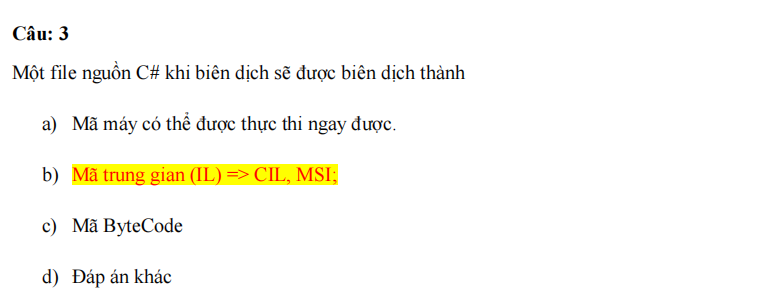 Câu: 3
Một file nguồn C# khi biên dịch sẽ được biên dịch thành
a) Mã máy có thể được thực thi ngay được.
b) Mã trung gian (IL) => CIL, MSI;
c) Mã ByteCode
d) Đáp án khác